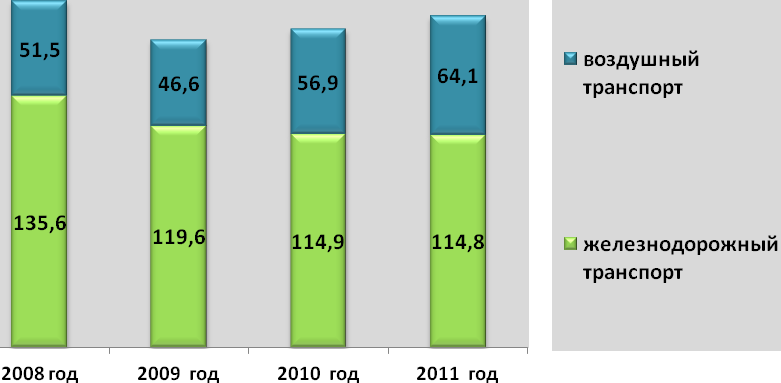 51,5
46,6
56,9
64,1
135,6
119,6
114,9
114,8
2008 год
2009 год
2010 год
2011 год
воздушный
транспорт
железнодорожный
транспорт